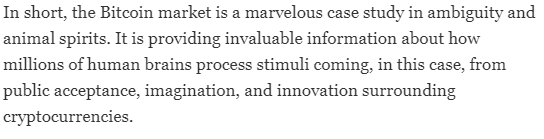 In short, the Bitcoin market is a marvelous case study in ambiguity and
animal spirits. It is providing invaluable information about how
millions of human brains process stimuli coming, in this case, from
public acceptance, imagination, and innovation surrounding
cryptocurrencies.